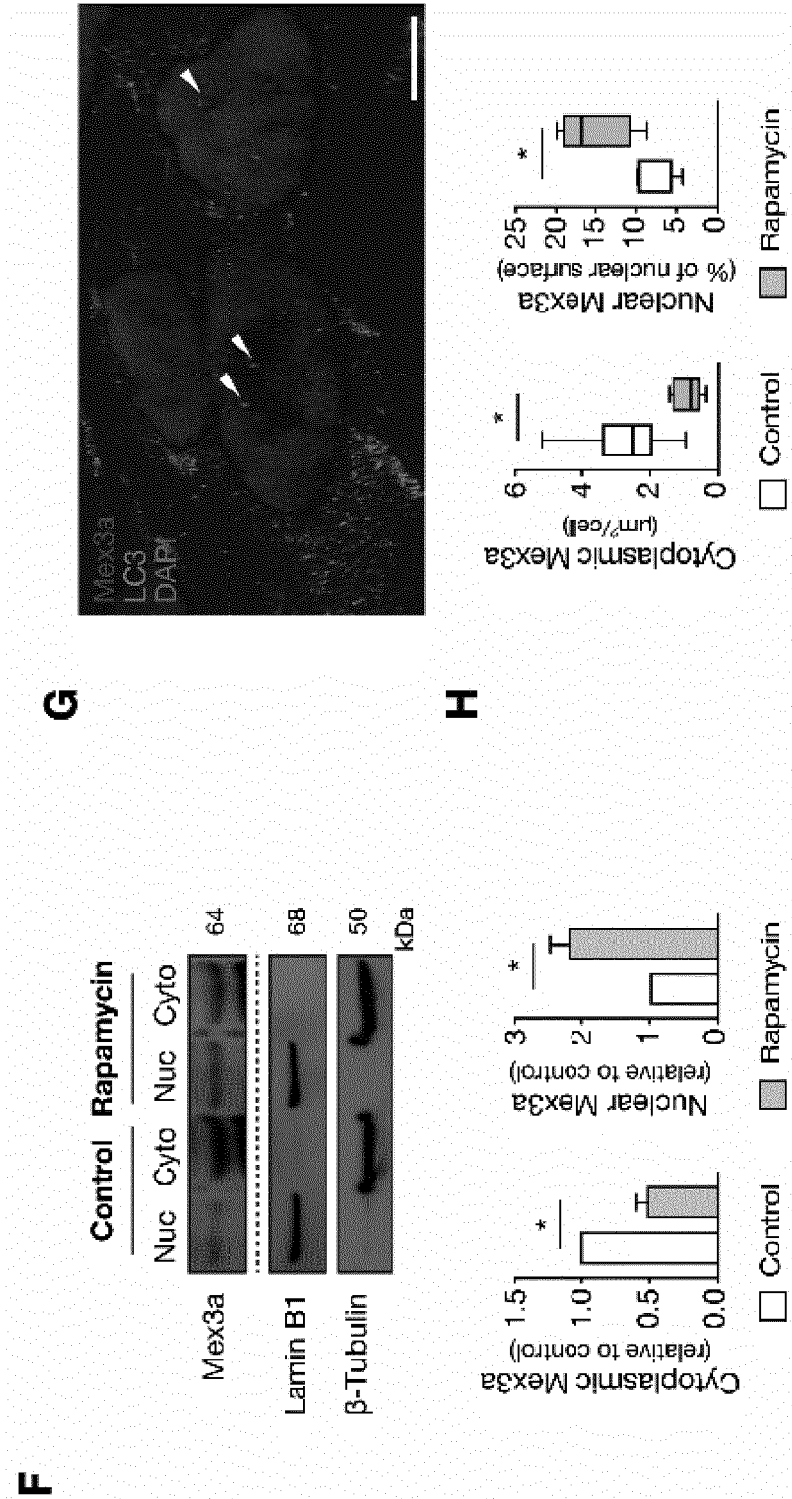 F
Control Rapamycin
Nuc Cyto Nuc Cyto
Mex3a 64
Lamin B1 68
β-Tubulin 50
kDa
Cytoplasmic Mex3a
(relative to control)
1.5
1.0
0.5
0.0
*
Nuclear Mex3a
(relative to control)
3
2
1
0
*
Control Rapamycin
G
Mex3a
LC3
DAPI
H
Cytoplasmic Mex3a
(μm²/cell)
6
4
2
0
*
Nuclear Mex3a
(% of nuclear surface)
25
20
15
10
5
0
*
Control Rapamycin